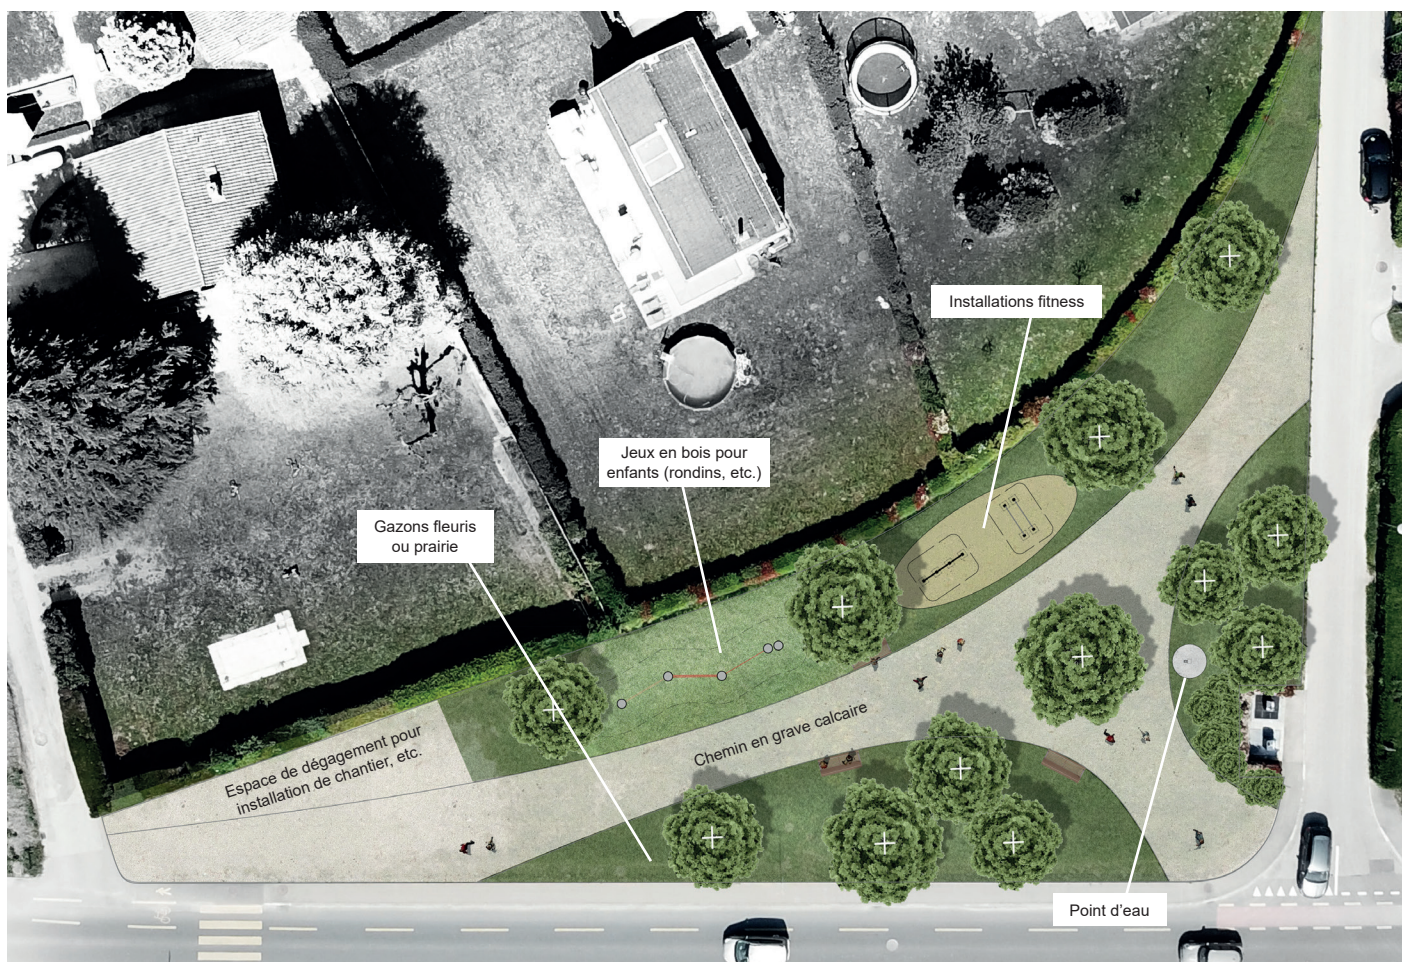 Installations fitness
Jeux en bois pour
enfants (rondins, etc.)
Gazons fleuris
ou prairie
Chemin en grave calcaire
Espace de dégagement pour
installation de chantier, etc.
Point d'eau